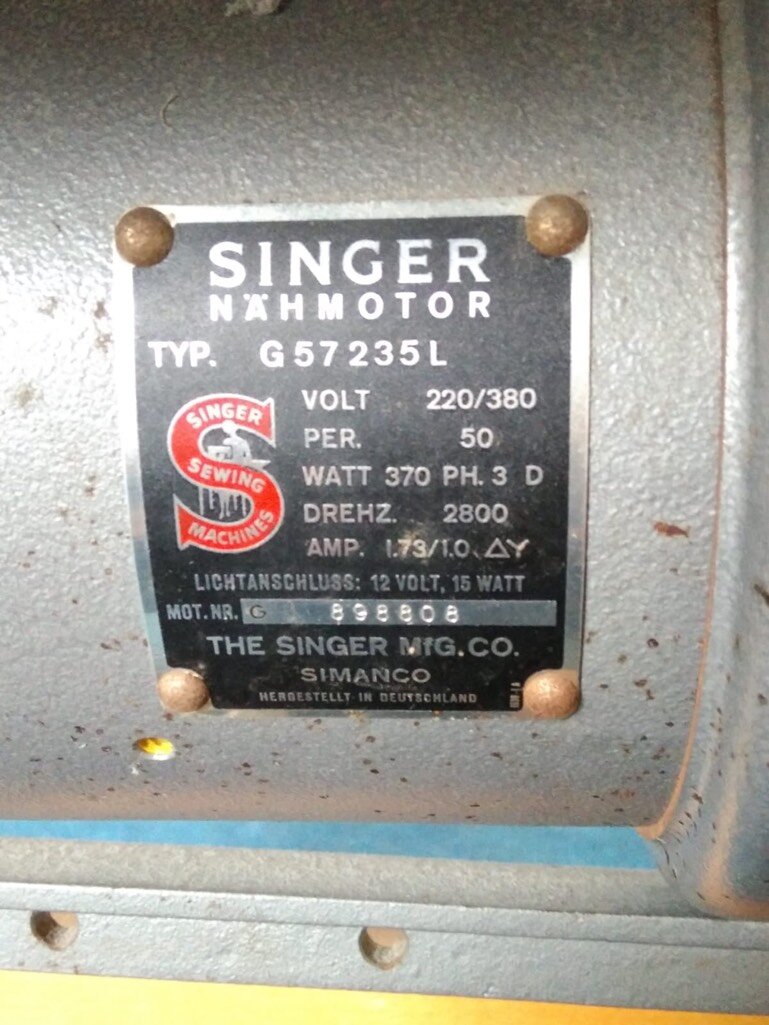 SINGER
NÄHMOTOR
TYP. G57235L
SINGER
SEWING
MACHINES
VOLT 220/380
PER. 50
WATT 370 PH. 3 D
DREHZ. 2800
AMP. 1.73/1.0 △Y
LICHTANSCHLUSS: 12 VOLT, 15 WATT
MOT.NR. G 898808
THE SINGER MFG.CO.
SIMANCO
HERGESTELLT IN DEUTSCHLAND